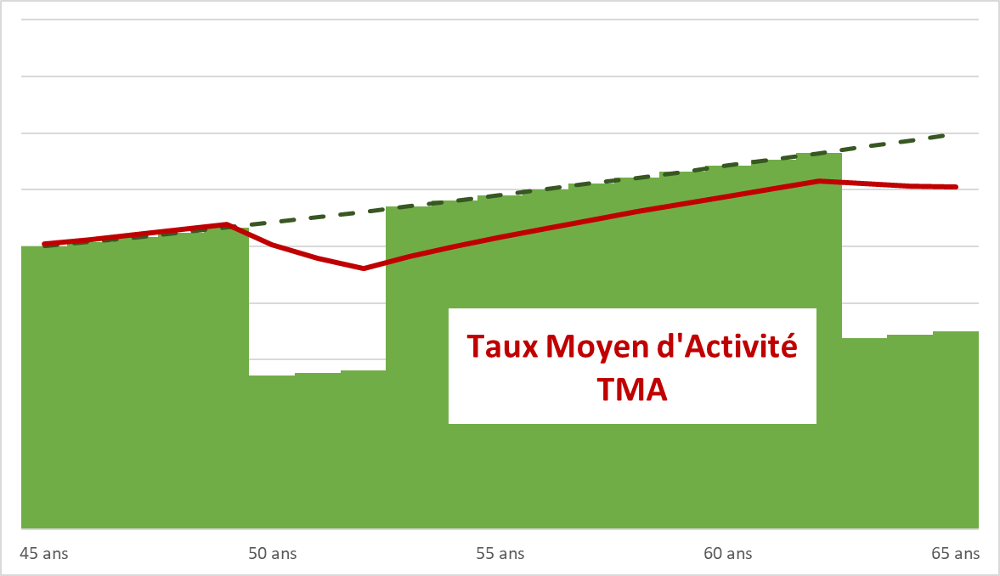 Taux Moyen d'Activité
TMA
45 ans
50 ans
55 ans
60 ans
65 ans